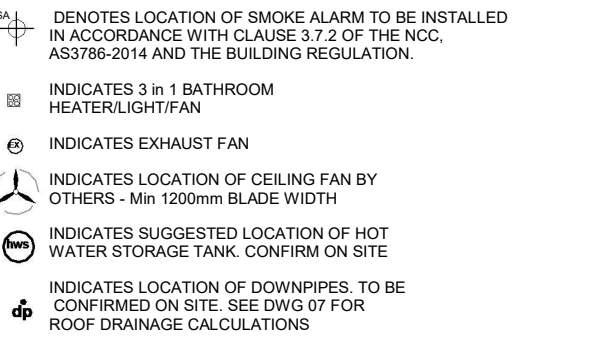 SA DENOTES LOCATION OF SMOKE ALARM TO BE INSTALLED
IN ACCORDANCE WITH CLAUSE 3.7.2 OF THE NCC,
AS3786-2014 AND THE BUILDING REGULATION.
INDICATES 3 in 1 BATHROOM
HEATER/LIGHT/FAN
EX INDICATES EXHAUST FAN
INDICATES LOCATION OF CEILING FAN BY
OTHERS - Min 1200mm BLADE WIDTH
hws INDICATES SUGGESTED LOCATION OF HOT
WATER STORAGE TANK. CONFIRM ON SITE
INDICATES LOCATION OF DOWNPIPES. TO BE
dp CONFIRMED ON SITE. SEE DWG 07 FOR
ROOF DRAINAGE CALCULATIONS